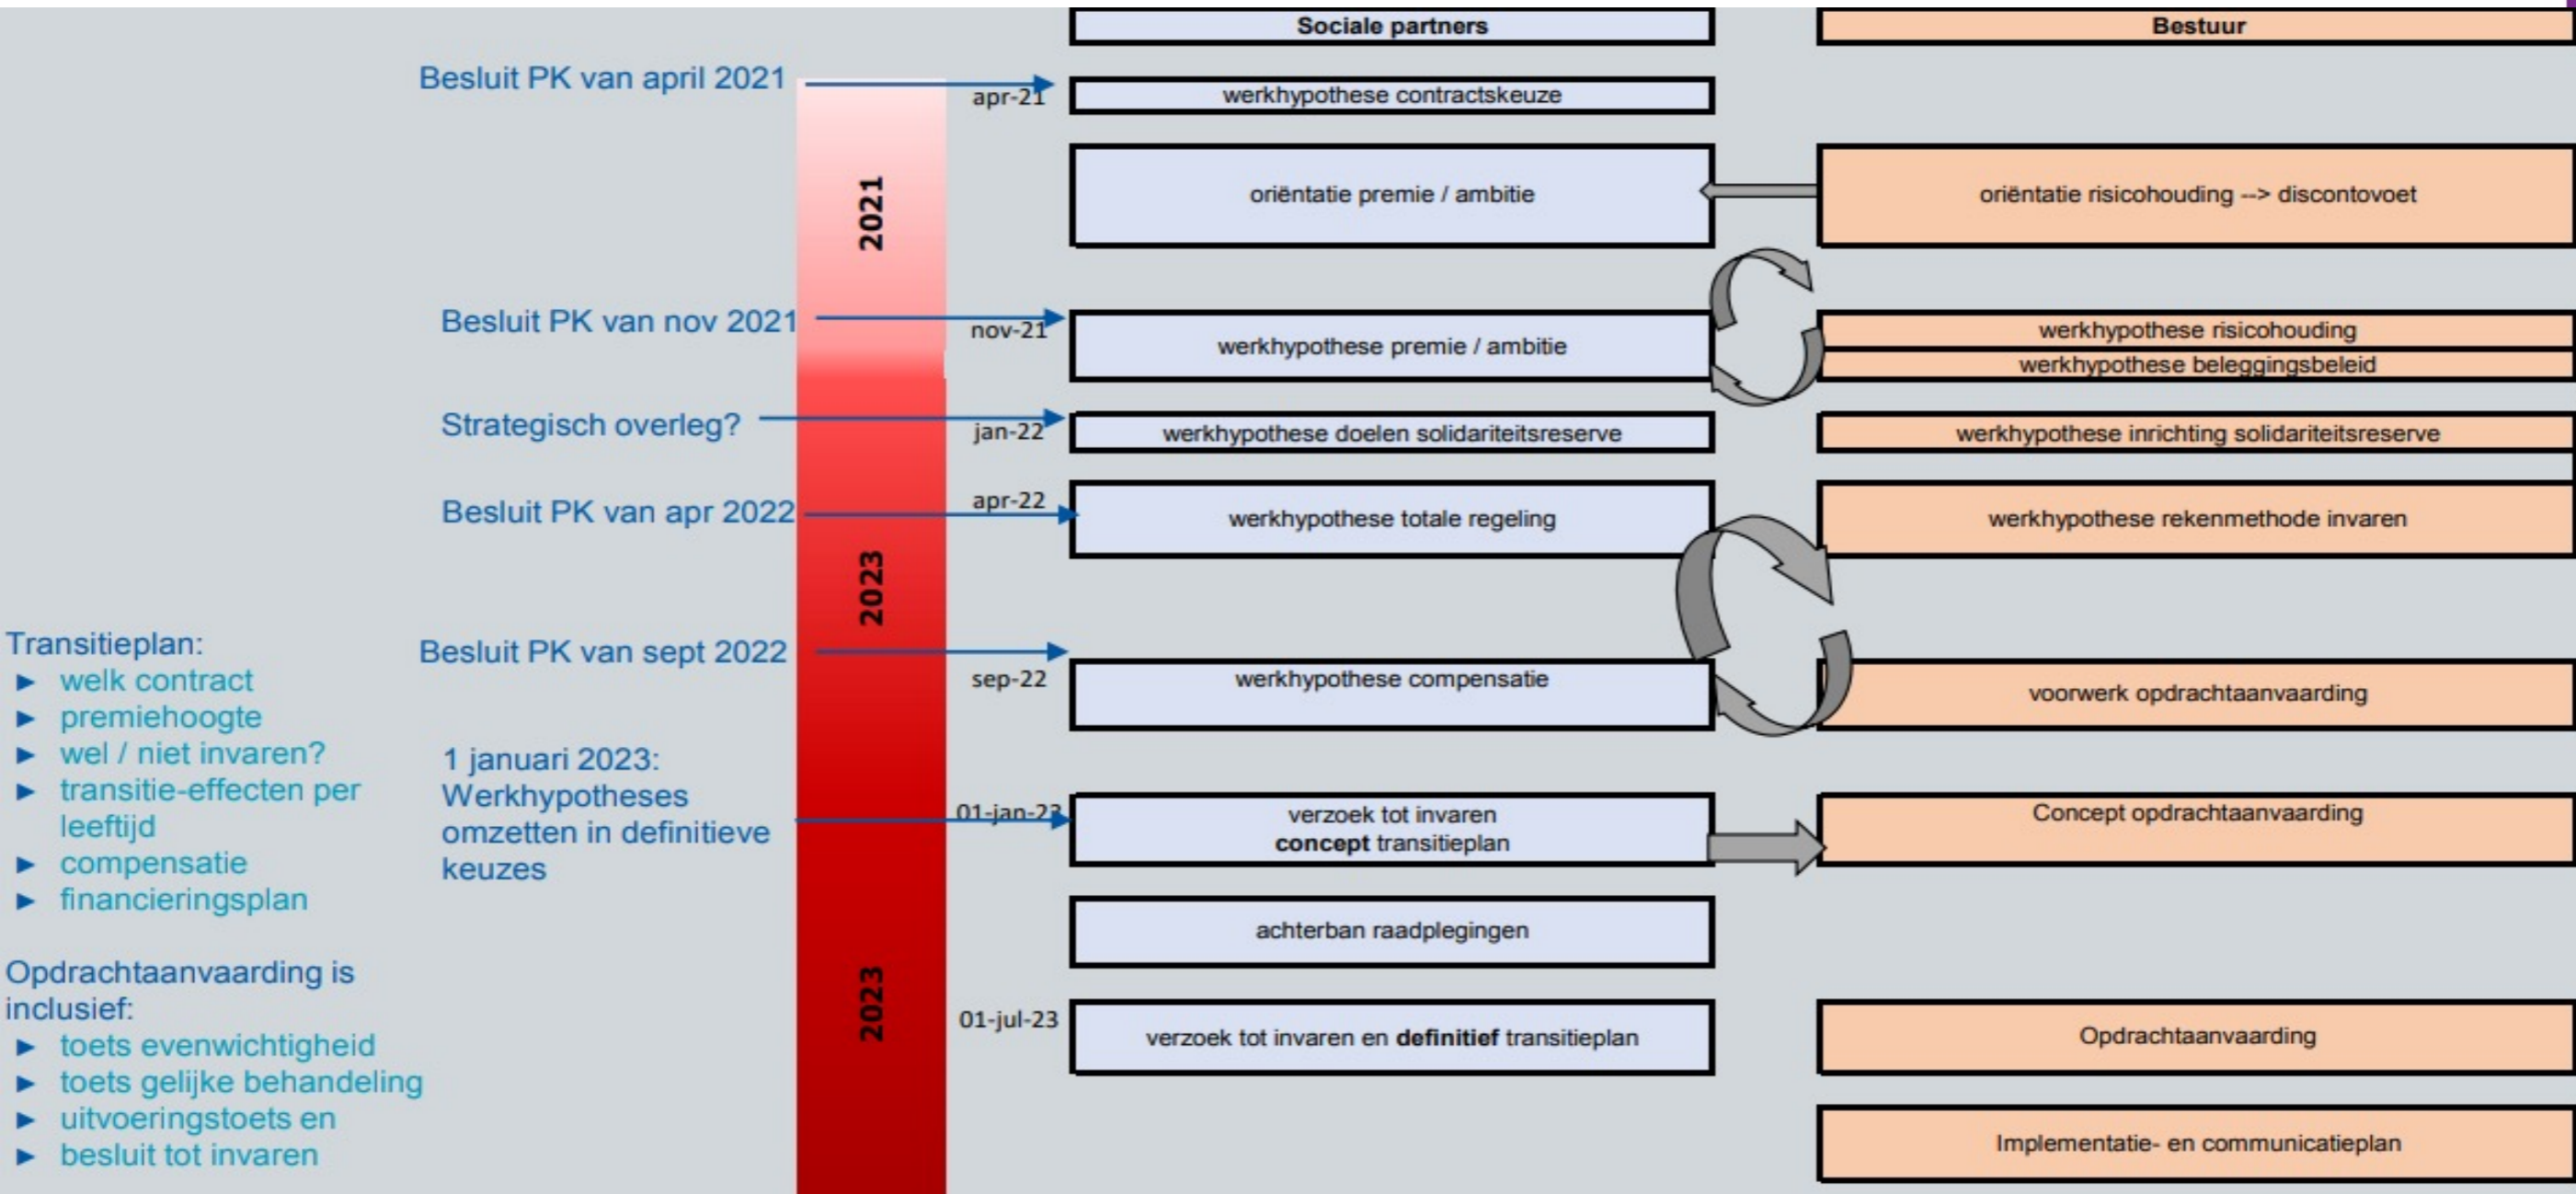 Sociale partners
Bestuur
Besluit PK van april 2021
apr-21
werkhypothese contractskeuze
2021
oriëntatie premie / ambitie
oriëntatie risicohouding --> discontovoet
Besluit PK van nov 2021
nov-21
werkhypothese premie / ambitie
werkhypothese risicohouding
werkhypothese beleggingsbeleid
Strategisch overleg?
jan-22
werkhypothese doelen solidariteitsreserve
werkhypothese inrichting solidariteitsreserve
Besluit PK van apr 2022
apr-22
werkhypothese totale regeling
werkhypothese rekenmethode invaren
2023
Besluit PK van sept 2022
sep-22
werkhypothese compensatie
voorwerk opdrachtaanvaarding
1 januari 2023:
Werkhypotheses
omzetten in definitieve
keuzes
01-jan-23
verzoek tot invaren
concept transitieplan
Concept opdrachtaanvaarding
achterban raadplegingen
2023
01-jul-23
verzoek tot invaren en definitief transitieplan
Opdrachtaanvaarding
Implementatie- en communicatieplan
Transitieplan:
► welk contract
► premiehoogte
► wel / niet invaren?
► transitie-effecten per
leeftijd
► compensatie
► financieringsplan
Opdrachtaanvaarding is
inclusief:
► toets evenwichtigheid
► toets gelijke behandeling
► uitvoeringstoets en
► besluit tot invaren